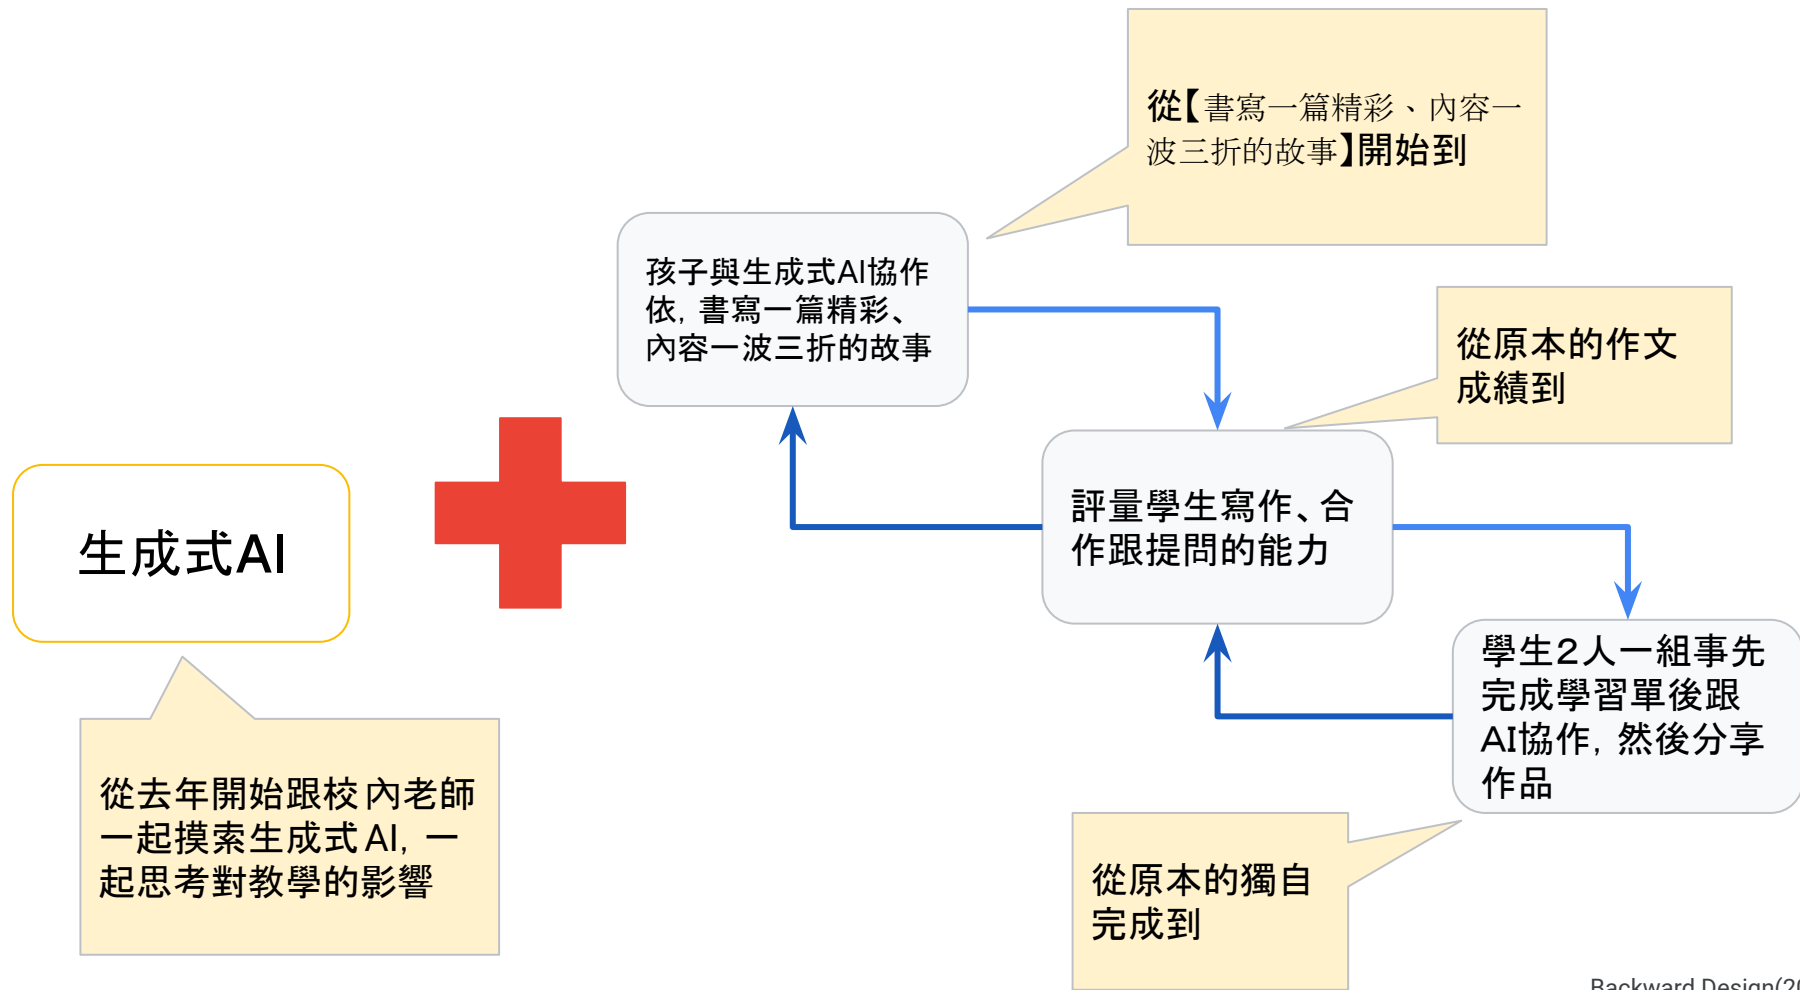 從【書寫一篇精彩、內容一
波三折的故事】開始到
孩子與生成式AI協作
依, 書寫一篇精彩、
內容一波三折的故事
從原本的作文
成績到
評量學生寫作、合
作跟提問的能力
生成式AI
學生2人一組事先
完成學習單後跟
AI協作, 然後分享
作品
從去年開始跟校內老師
一起摸索生成式AI, 一
起思考對教學的影響
從原本的獨自
完成到
Backward Design(20